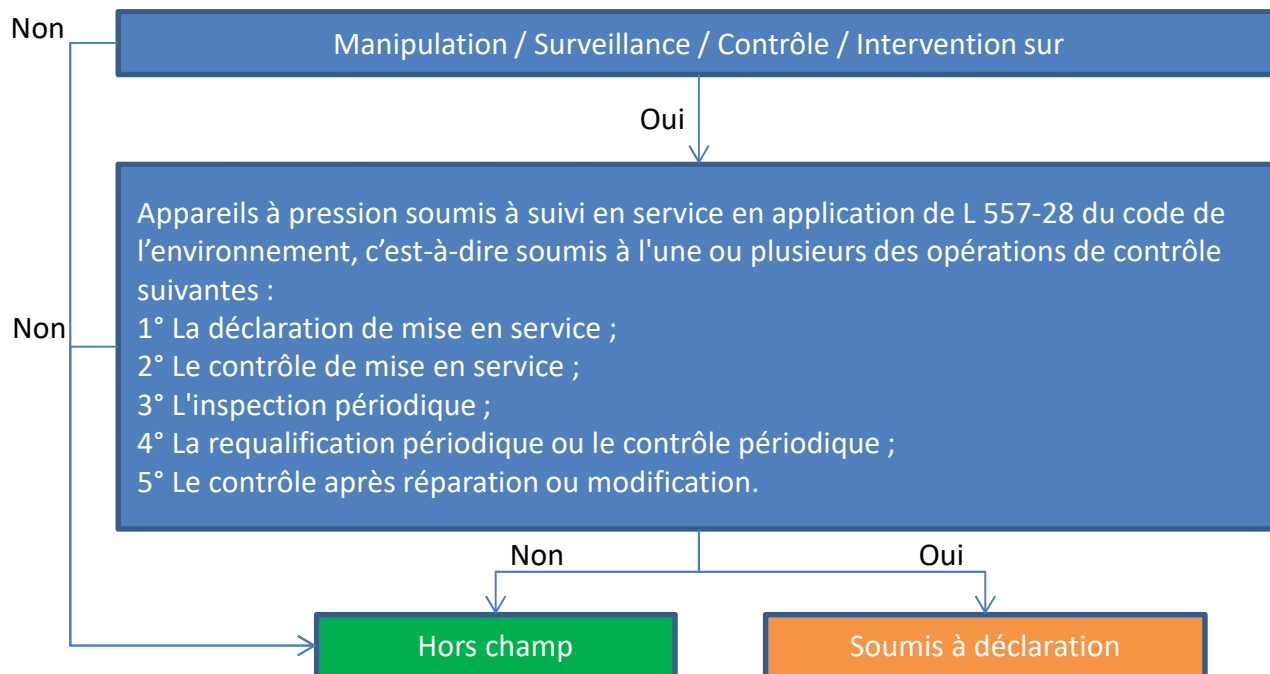 Non
Manipulation / Surveillance / Contrôle / Intervention sur
Oui
Appareils à pression soumis à suivi en service en application de L 557-28 du code de
l’environnement, c’est-à-dire soumis à l'une ou plusieurs des opérations de contrôle
suivantes :
Non
1° La déclaration de mise en service ;
2° Le contrôle de mise en service ;
3° L'inspection périodique ;
4° La requalification périodique ou le contrôle périodique ;
5° Le contrôle après réparation ou modification.
Non
Oui
Hors champ
Soumis à déclaration